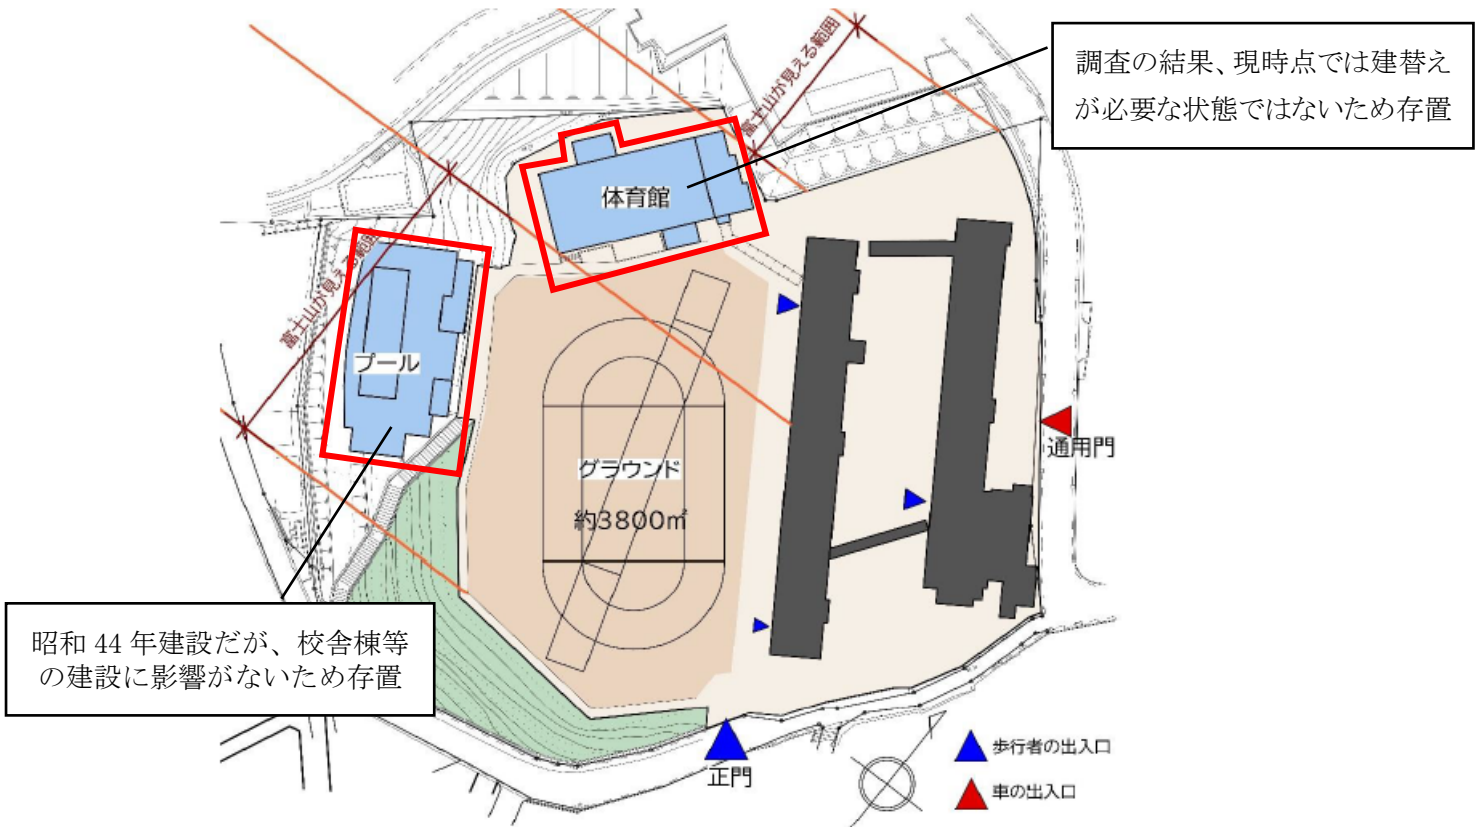 調査の結果、現時点では建替え
が必要な状態ではないため存置
富士山が見える範囲
体育館
富士山が見える範囲
プール
通用門
グラウンド
約3800㎡
昭和 44 年建設だが、校舎棟等
の建設に影響がないため存置
正門
歩行者の出入口
車の出入口